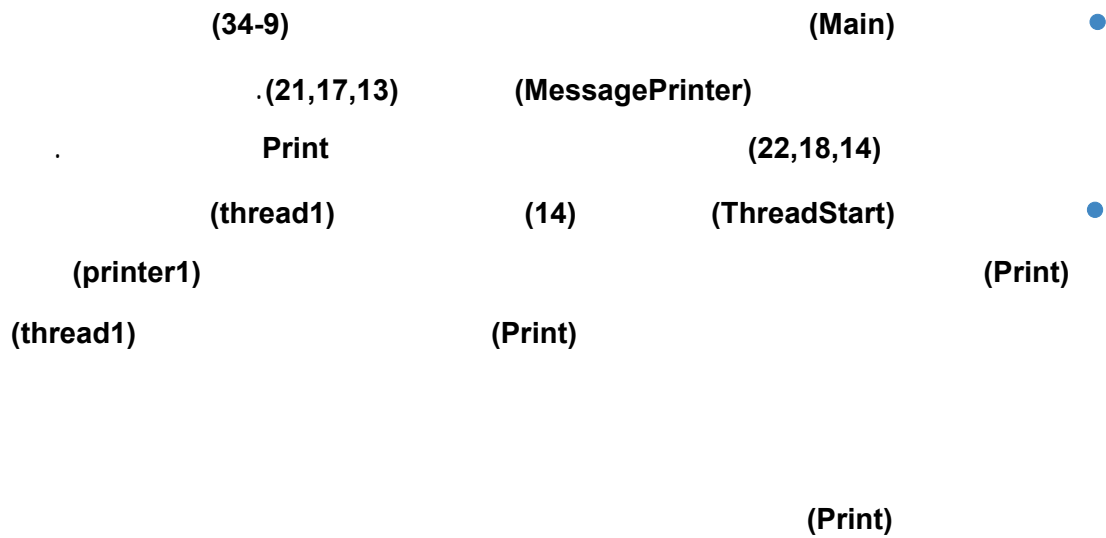 ● (Main) (34-9)
(MessagePrinter) (21,17,13).
(22,18,14) Print .
● (ThreadStart) (14) (thread1)
(Print) (printer1)
(Print) (thread1)
(Print)